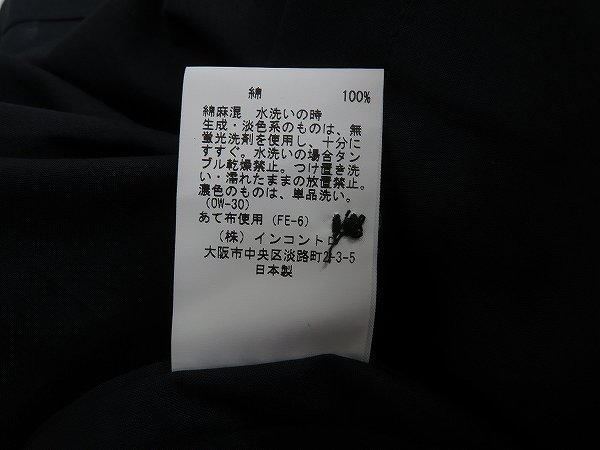 綿 100%
綿麻混 水洗いの時
生成・淡色系のものは、無
蛍光洗剤を使用し、十分に
すすぐ。水洗いの場合タン
ブル乾燥禁止。つけ置き洗
い・濡れたままの放置禁止。
濃色のものは、単品洗い。
(OW-30)
あて布使用(FE-6)
(株)インコントロ
大阪市中央区淡路町2-3-5
日本製